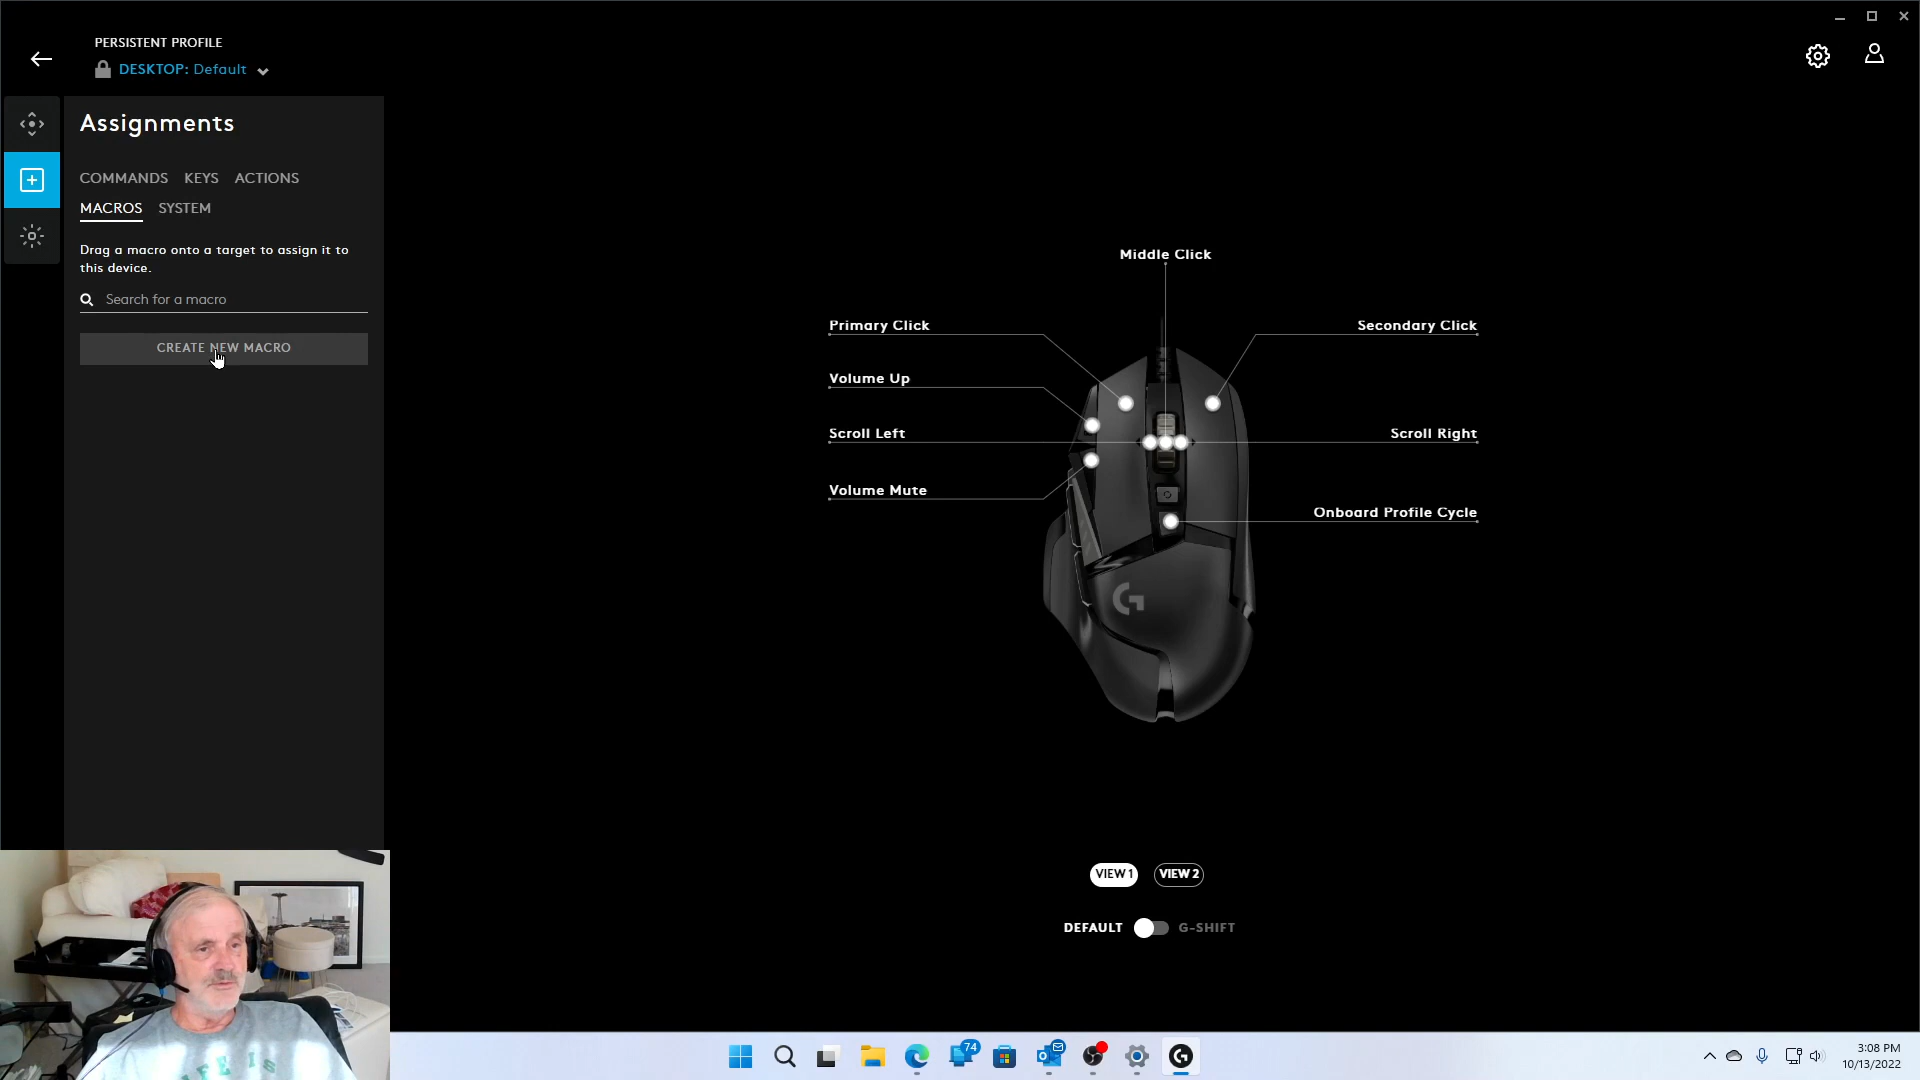 PERSISTENT PROFILE
DESKTOP: Default
Assignments
COMMANDS KEYS ACTIONS
MACROS SYSTEM
Drag a macro onto a target to assign it to
this device.
Search for a macro
CREATE NEW MACRO
Middle Click
Primary Click
Secondary Click
Volume Up
Scroll Left
Scroll Right
Volume Mute
Onboard Profile Cycle
VIEW 1 VIEW 2
DEFAULT G-SHIFT
LIFE IS
74
3:08 PM
10/13/2022